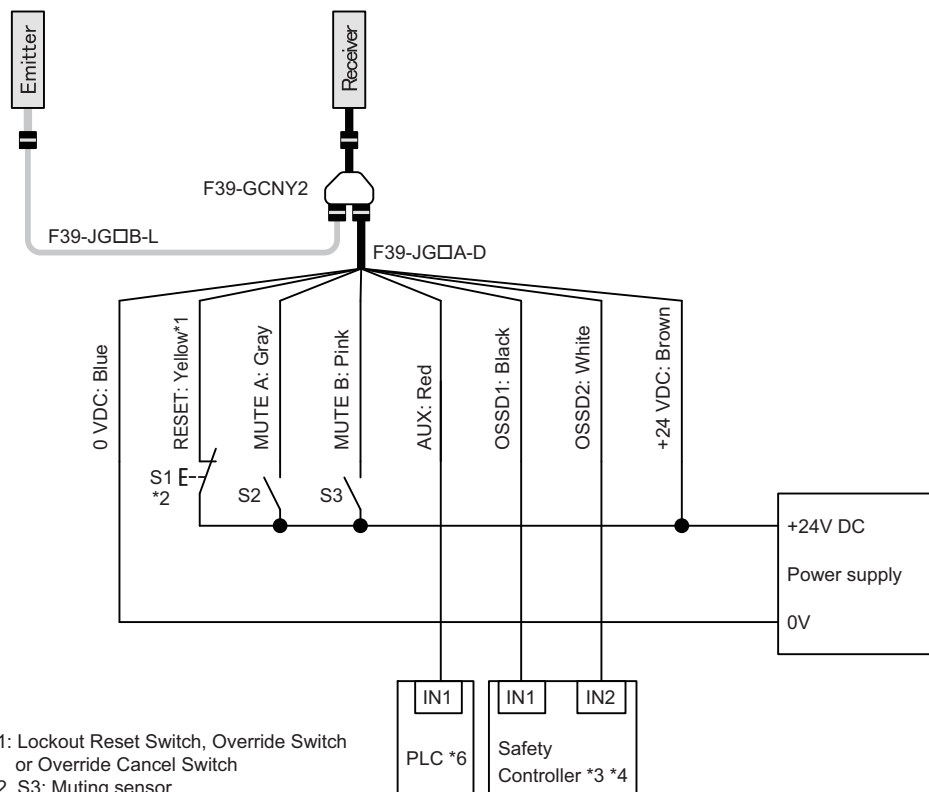 Emitter
Receiver
F39-GCNY2
F39-JG□B-L
F39-JG□A-D
0 VDC: Blue
RESET: Yellow*1
MUTE A: Gray
MUTE B: Pink
AUX: Red
OSSD1: Black
OSSD2: White
+24 VDC: Brown
S1
*2
S2
S3
+24V DC
Power supply
0V
IN1
IN1
IN2
PLC *6
Safety
Controller *3 *4
1: Lockout Reset Switch, Override Switch
or Override Cancel Switch
2, S3: Muting sensor